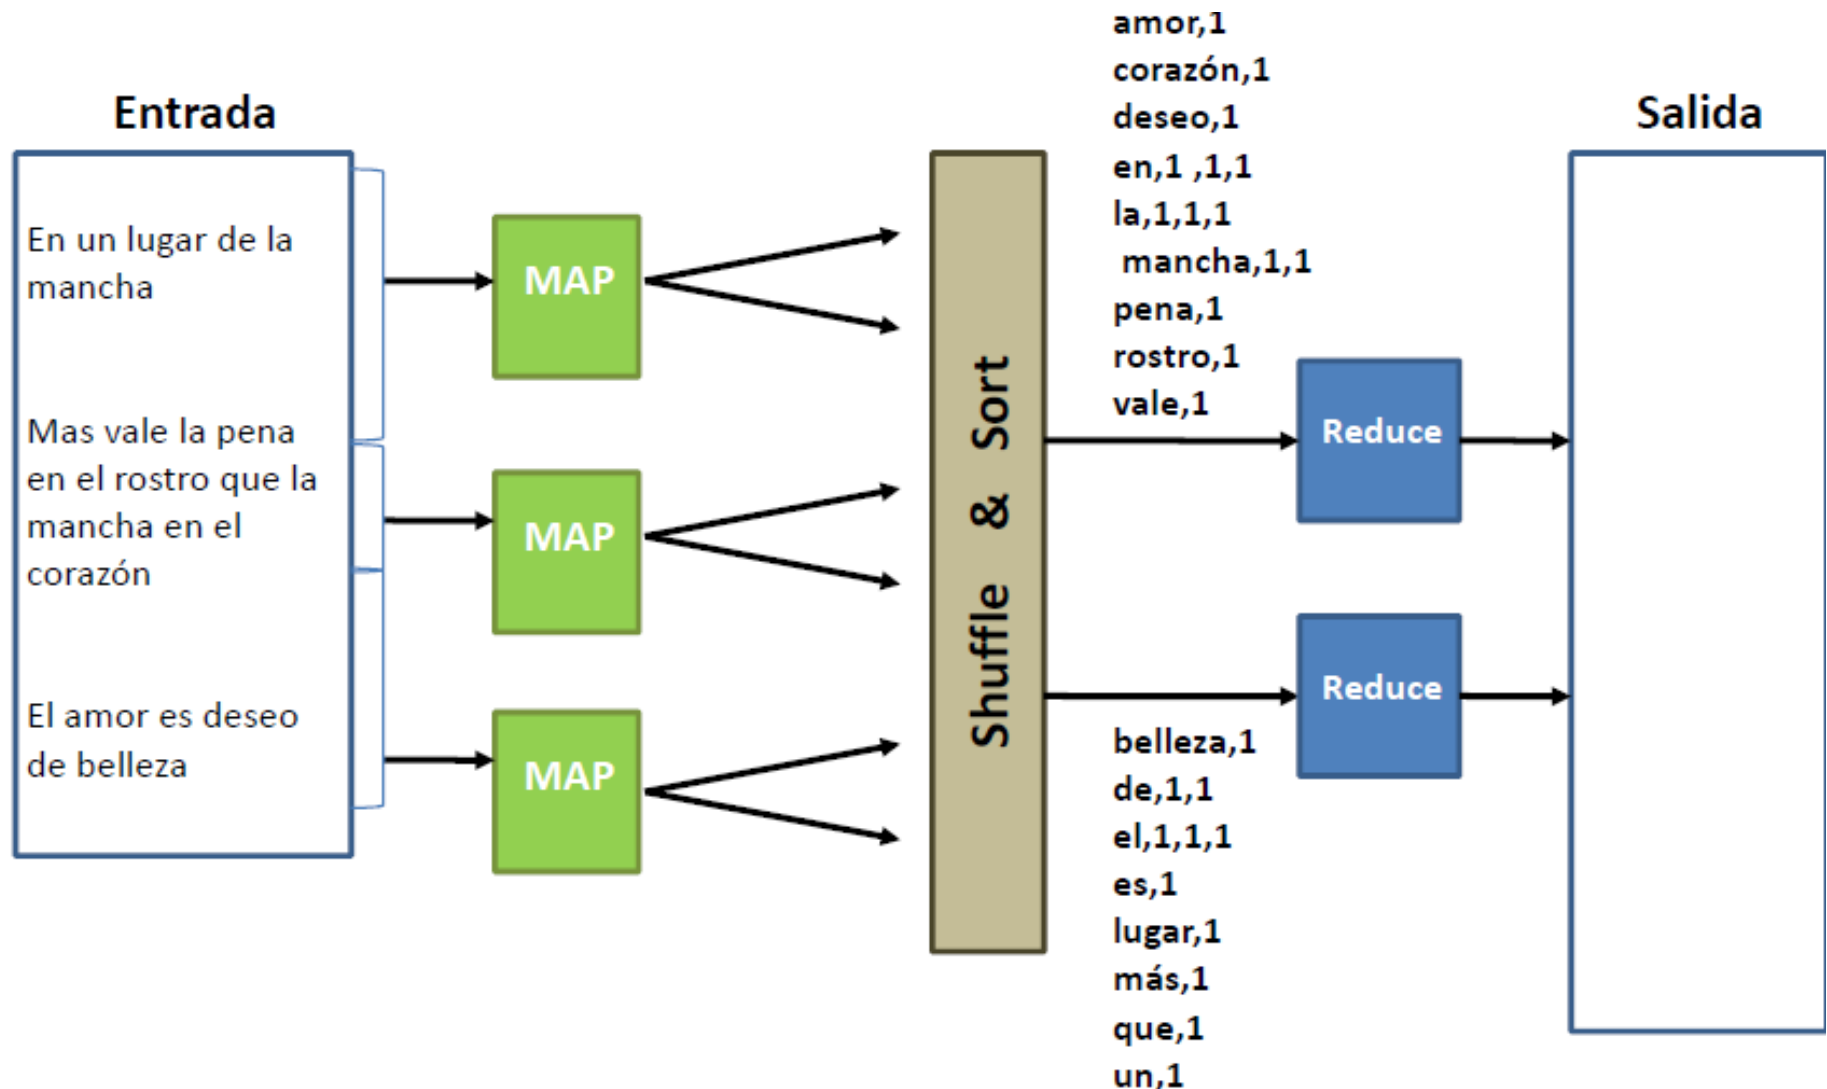 Entrada
En un lugar de la
mancha
Mas vale la pena
en el rostro que la
mancha en el
corazón
El amor es deseo
de belleza
MAP
MAP
MAP
Shuffle & Sort
amor,1
corazón,1
deseo,1
en,1 ,1,1
la,1,1,1
mancha,1,1
pena,1
rostro,1
vale,1
belleza,1
de,1,1
el,1,1,1
es,1
lugar,1
más,1
que,1
un,1
Reduce
Reduce
Salida